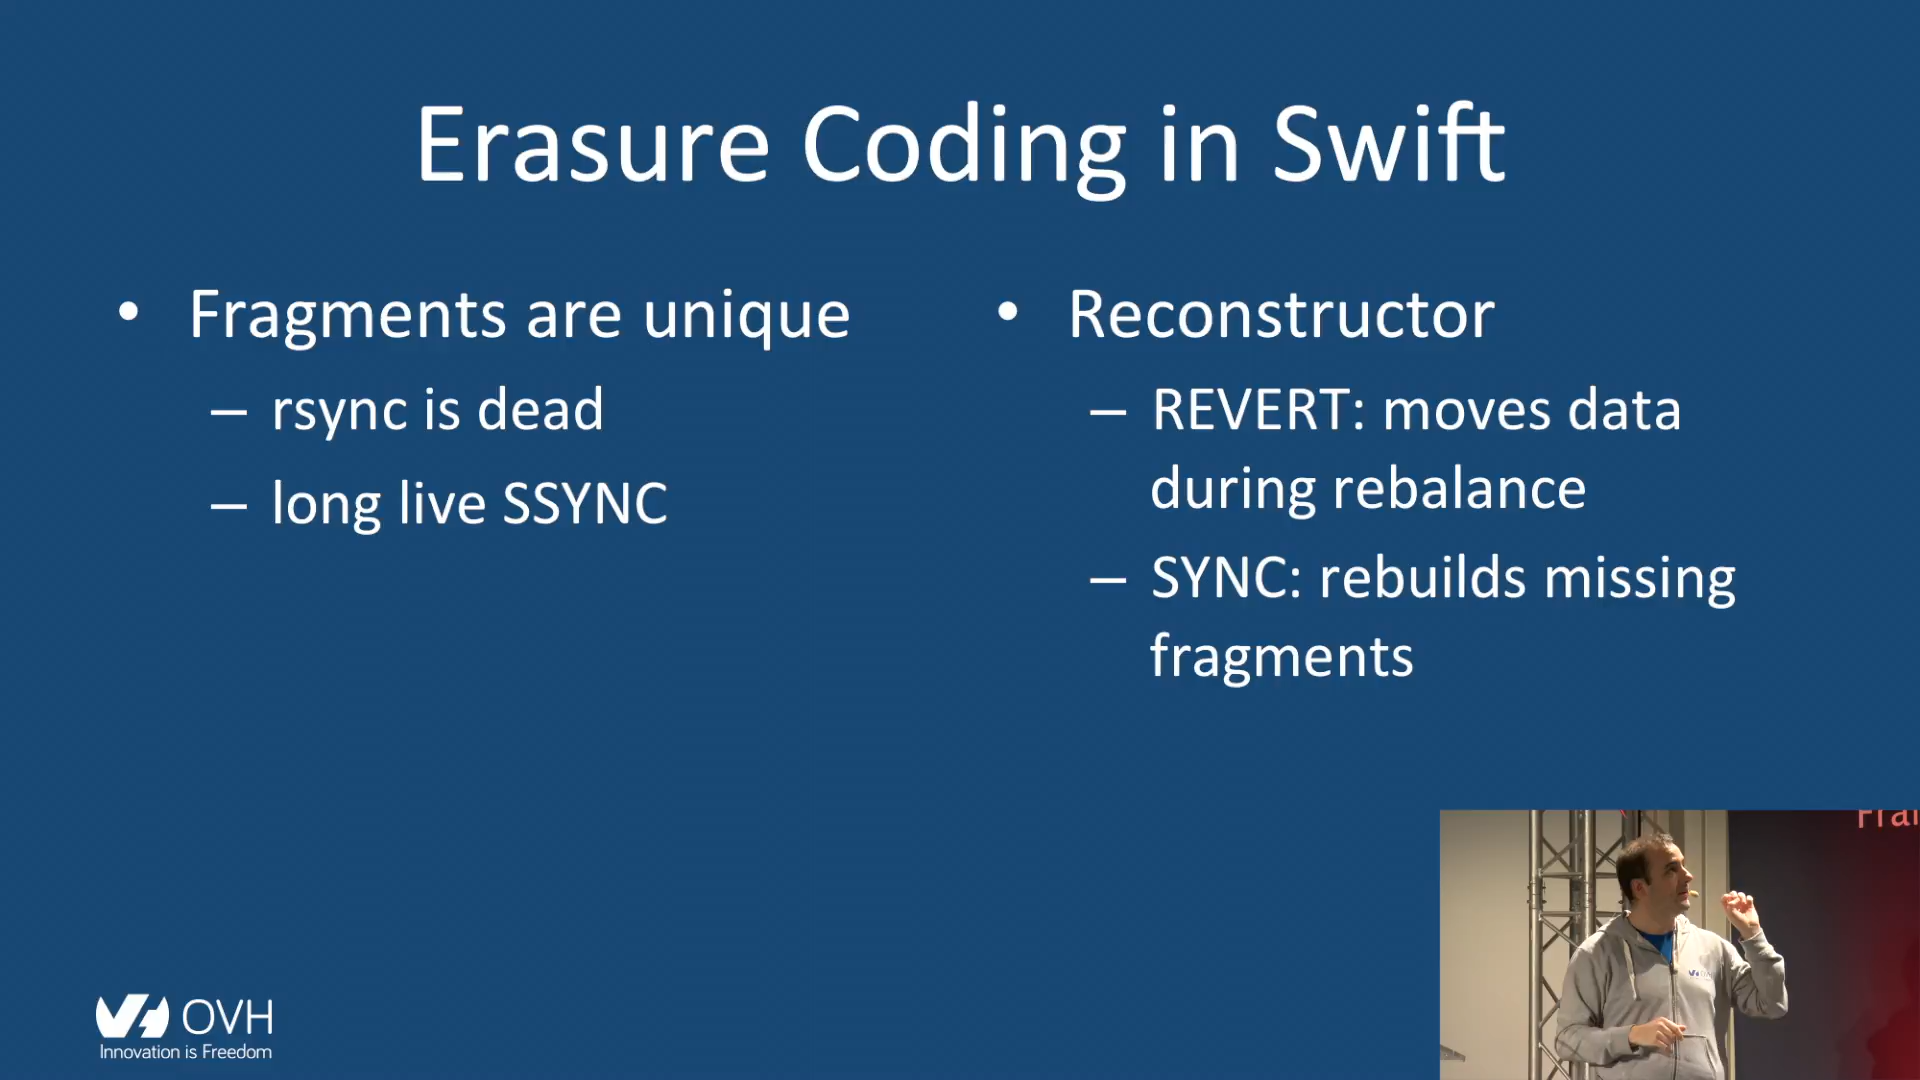 Erasure Coding in Swift
• Fragments are unique
– rsync is dead
– long live SSYNC
• Reconstructor
– REVERT: moves data
during rebalance
– SYNC: rebuilds missing
fragments
OVH
Innovation is Freedom